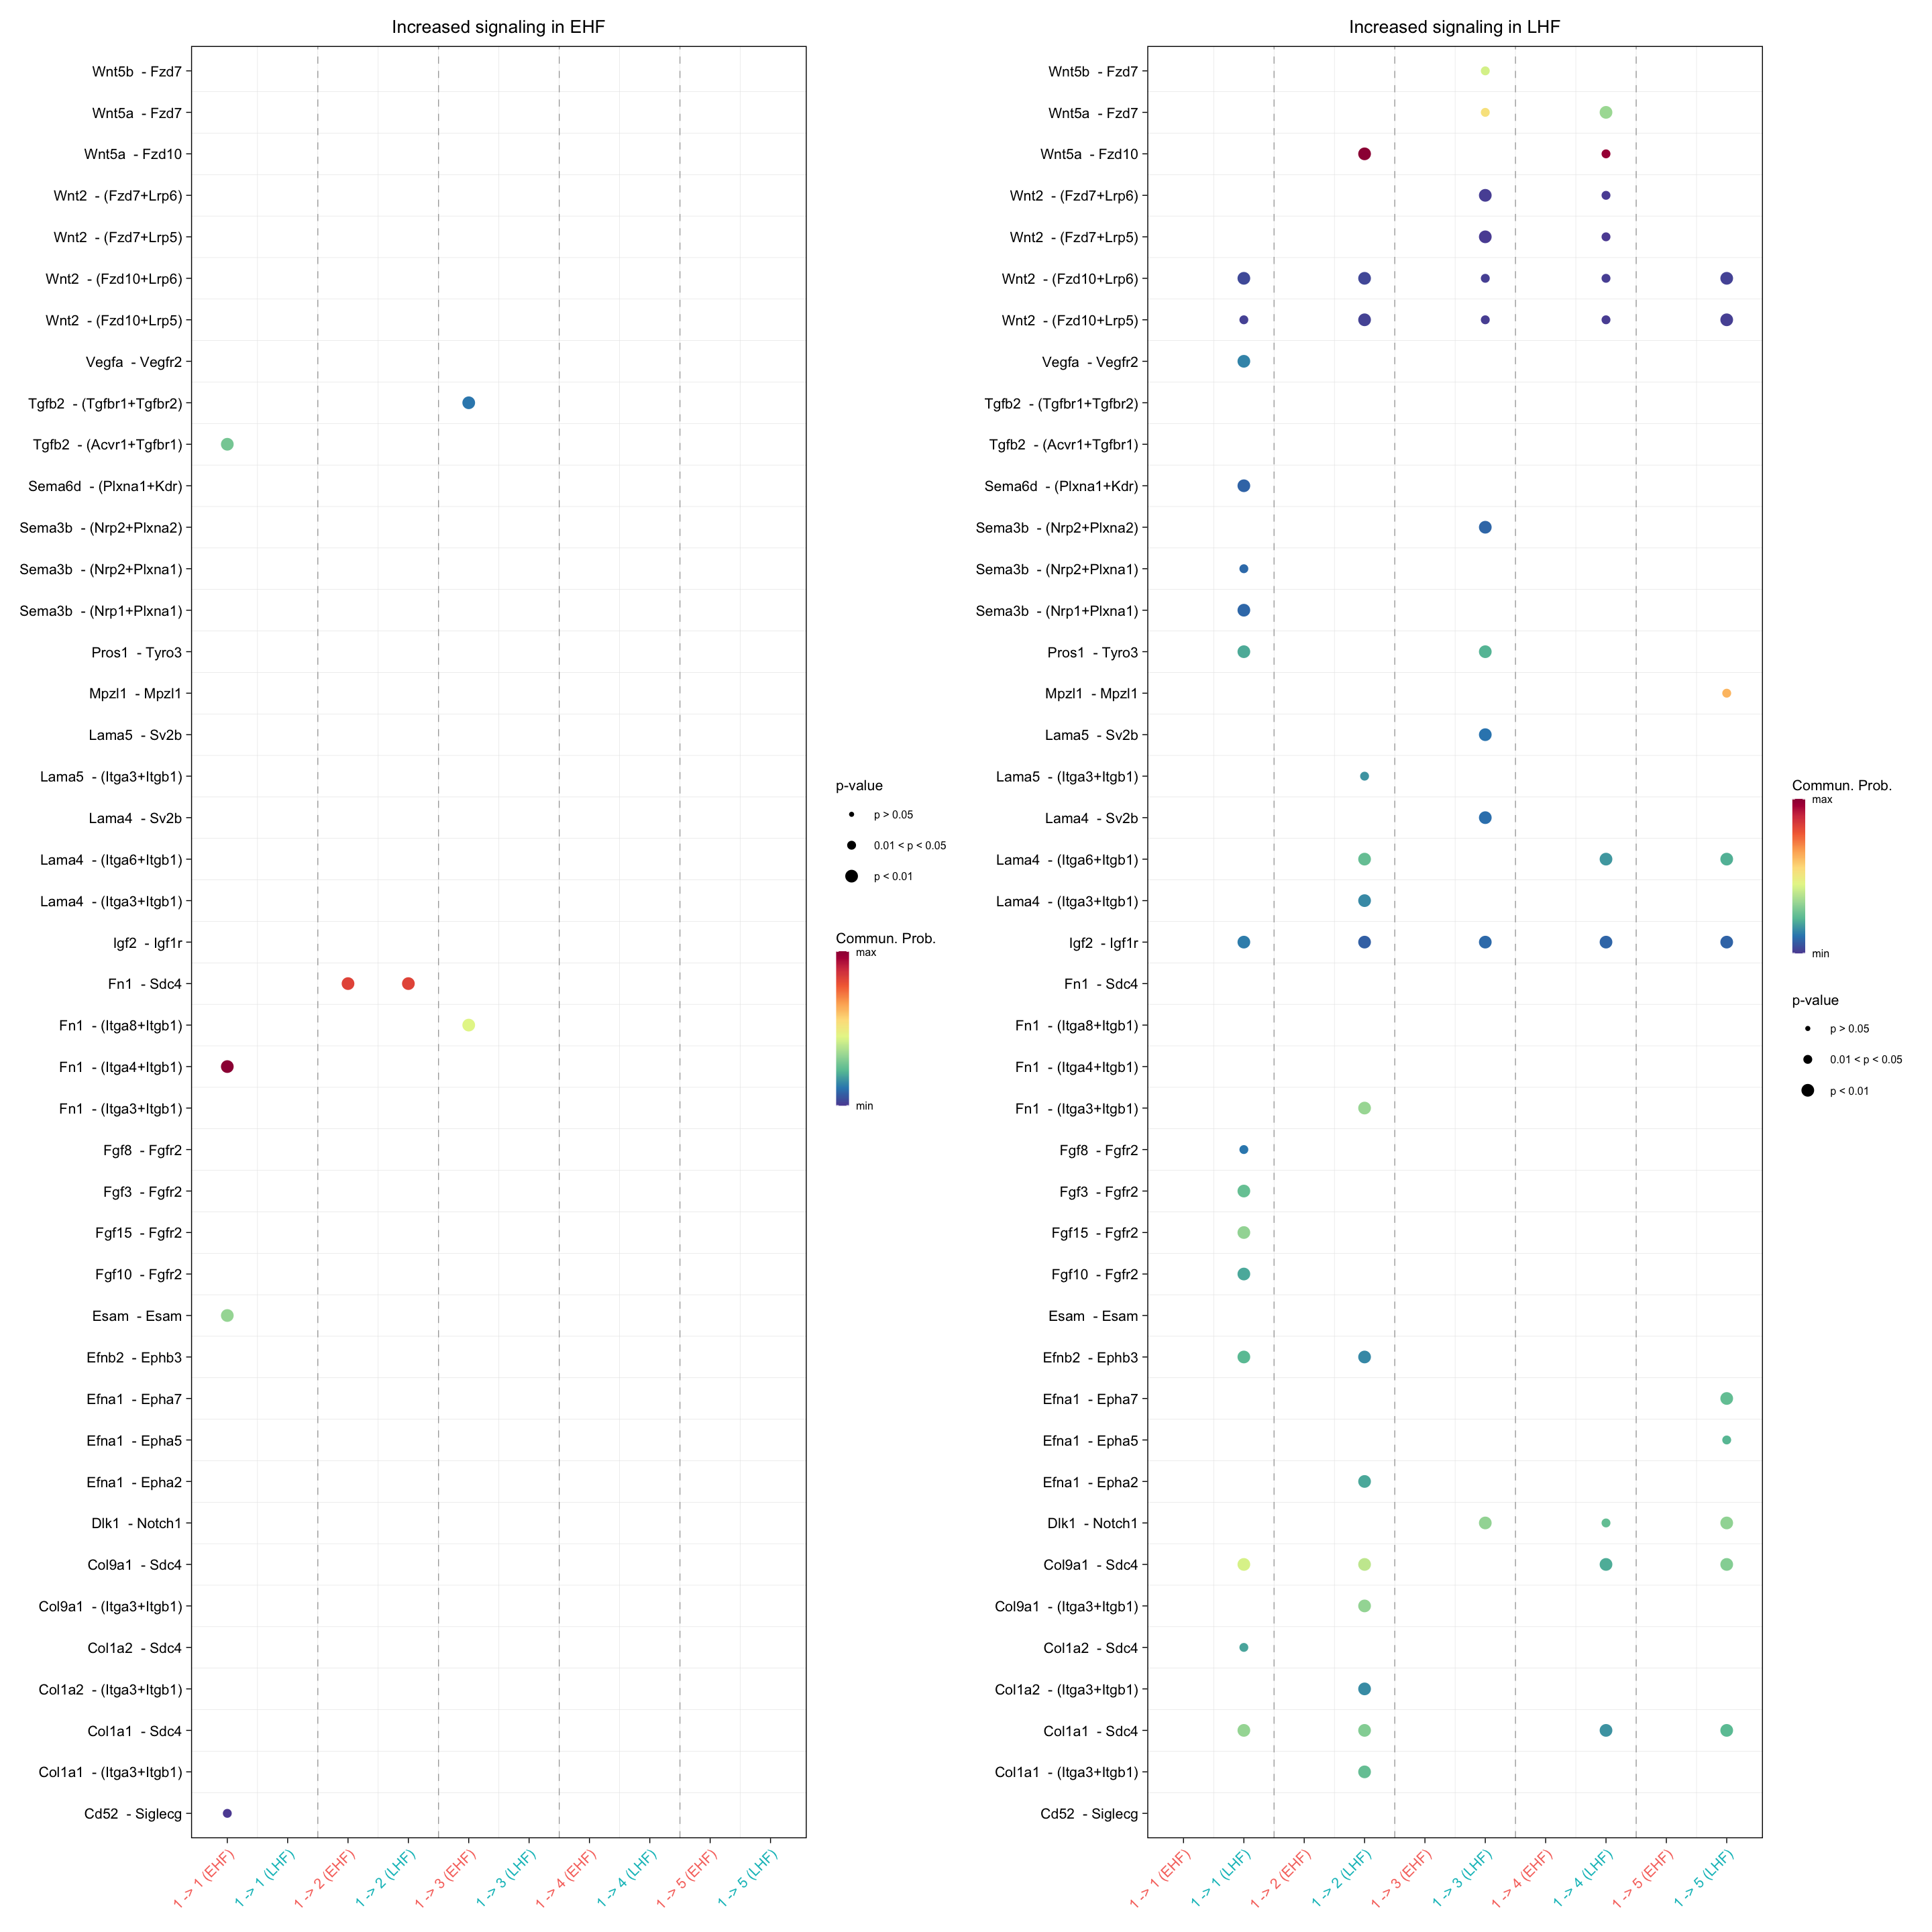 Increased signaling in EHF
Wnt5b - Fzd7
Wnt5a - Fzd7
Wnt5a - Fzd10
Wnt2 - (Fzd7+Lrp6)
Wnt2 - (Fzd7+Lrp5)
Wnt2 - (Fzd10+Lrp6)
Wnt2 - (Fzd10+Lrp5)
Vegfa - Vegfr2
Tgfb2 - (Tgfbr1+Tgfbr2)
Tgfb2 - (Acvr1+Tgfbr1)
Sema6d - (Plxna1+Kdr)
Sema3b - (Nrp2+Plxna2)
Sema3b - (Nrp2+Plxna1)
Sema3b - (Nrp1+Plxna1)
Pros1 - Tyro3
Mpzl1 - Mpzl1
Lama5 - Sv2b
Lama5 - (Itga3+Itgb1)
Lama4 - Sv2b
Lama4 - (Itga6+Itgb1)
Lama4 - (Itga3+Itgb1)
Igf2 - Igf1r
Fn1 - Sdc4
Fn1 - (Itga8+Itgb1)
Fn1 - (Itga4+Itgb1)
Fn1 - (Itga3+Itgb1)
Fgf8 - Fgfr2
Fgf3 - Fgfr2
Fgf15 - Fgfr2
Fgf10 - Fgfr2
Esam - Esam
Efnb2 - Ephb3
Efna1 - Epha7
Efna1 - Epha5
Efna1 - Epha2
Dlk1 - Notch1
Col9a1 - Sdc4
Col9a1 - (Itga3+Itgb1)
Col1a2 - Sdc4
Col1a2 - (Itga3+Itgb1)
Col1a1 - Sdc4
Col1a1 - (Itga3+Itgb1)
Cd52 - Siglecg
1 -> 1 (EHF)
1 -> 1 (LHF)
1 -> 2 (EHF)
1 -> 2 (LHF)
1 -> 3 (EHF)
1 -> 3 (LHF)
1 -> 4 (EHF)
1 -> 4 (LHF)
1 -> 5 (EHF)
1 -> 5 (LHF)
p-value
p > 0.05
0.01 < p < 0.05
p < 0.01
Commun. Prob.
max
min
Increased signaling in LHF
Wnt5b - Fzd7
Wnt5a - Fzd7
Wnt5a - Fzd10
Wnt2 - (Fzd7+Lrp6)
Wnt2 - (Fzd7+Lrp5)
Wnt2 - (Fzd10+Lrp6)
Wnt2 - (Fzd10+Lrp5)
Vegfa - Vegfr2
Tgfb2 - (Tgfbr1+Tgfbr2)
Tgfb2 - (Acvr1+Tgfbr1)
Sema6d - (Plxna1+Kdr)
Sema3b - (Nrp2+Plxna2)
Sema3b - (Nrp2+Plxna1)
Sema3b - (Nrp1+Plxna1)
Pros1 - Tyro3
Mpzl1 - Mpzl1
Lama5 - Sv2b
Lama5 - (Itga3+Itgb1)
Lama4 - Sv2b
Lama4 - (Itga6+Itgb1)
Lama4 - (Itga3+Itgb1)
Igf2 - Igf1r
Fn1 - Sdc4
Fn1 - (Itga8+Itgb1)
Fn1 - (Itga4+Itgb1)
Fn1 - (Itga3+Itgb1)
Fgf8 - Fgfr2
Fgf3 - Fgfr2
Fgf15 - Fgfr2
Fgf10 - Fgfr2
Esam - Esam
Efnb2 - Ephb3
Efna1 - Epha7
Efna1 - Epha5
Efna1 - Epha2
Dlk1 - Notch1
Col9a1 - Sdc4
Col9a1 - (Itga3+Itgb1)
Col1a2 - Sdc4
Col1a2 - (Itga3+Itgb1)
Col1a1 - Sdc4
Col1a1 - (Itga3+Itgb1)
Cd52 - Siglecg
1 -> 1 (EHF)
1 -> 1 (LHF)
1 -> 2 (EHF)
1 -> 2 (LHF)
1 -> 3 (EHF)
1 -> 3 (LHF)
1 -> 4 (EHF)
1 -> 4 (LHF)
1 -> 5 (EHF)
1 -> 5 (LHF)
Commun. Prob.
max
min
p-value
p > 0.05
0.01 < p < 0.05
p < 0.01